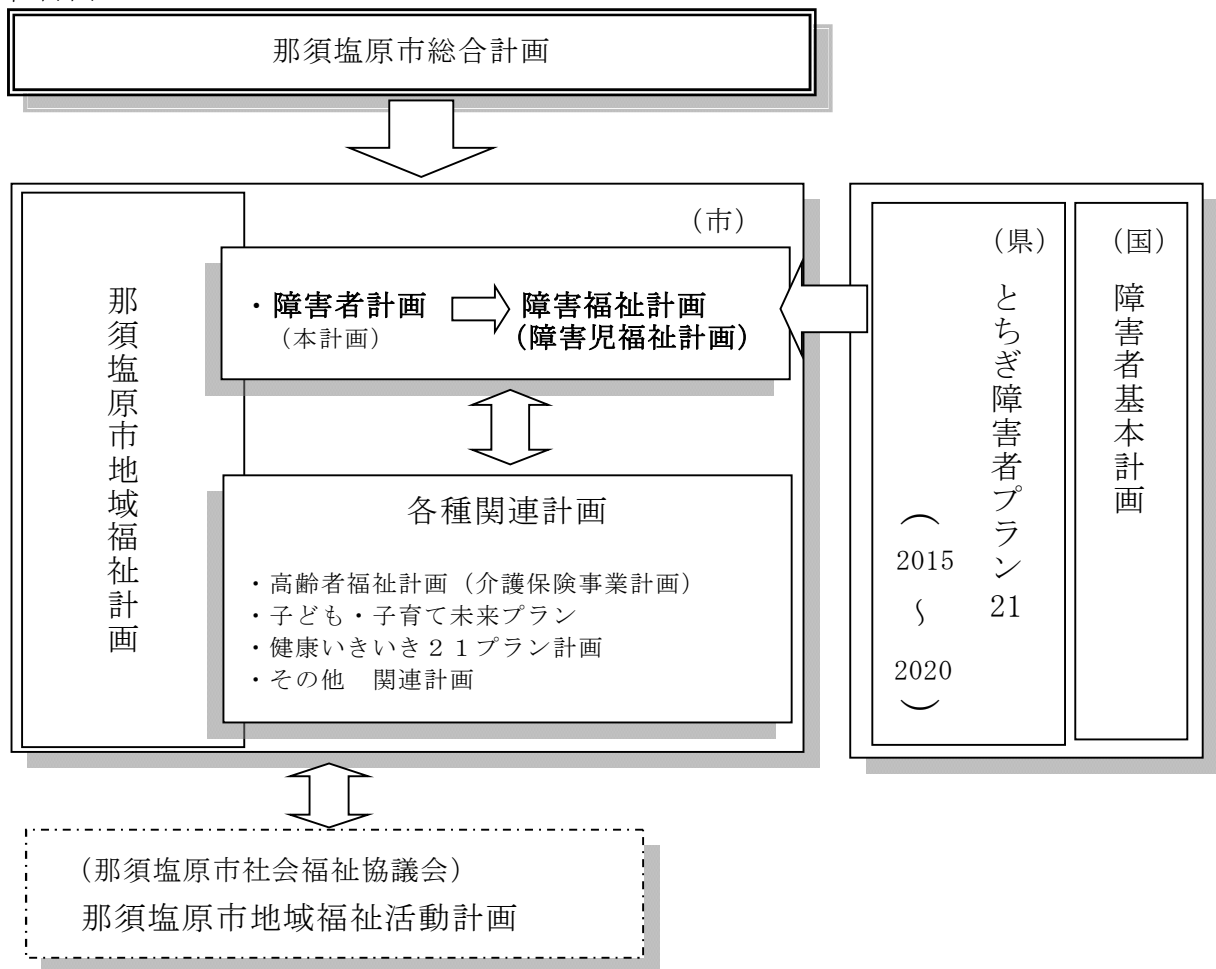 那須塩原市総合計画
那須塩原市地域福祉計画
（市）
・障害者計画
（本計画）
障害福祉計画
(障害児福祉計画)
各種関連計画
・高齢者福祉計画（介護保険事業計画）
・子ども・子育て未来プラン
・健康いきいき２１プラン計画
・その他　関連計画
（国）障害者基本計画
（県）とちぎ障害者プラン21
（2015～2020）
（那須塩原市社会福祉協議会）
那須塩原市地域福祉活動計画